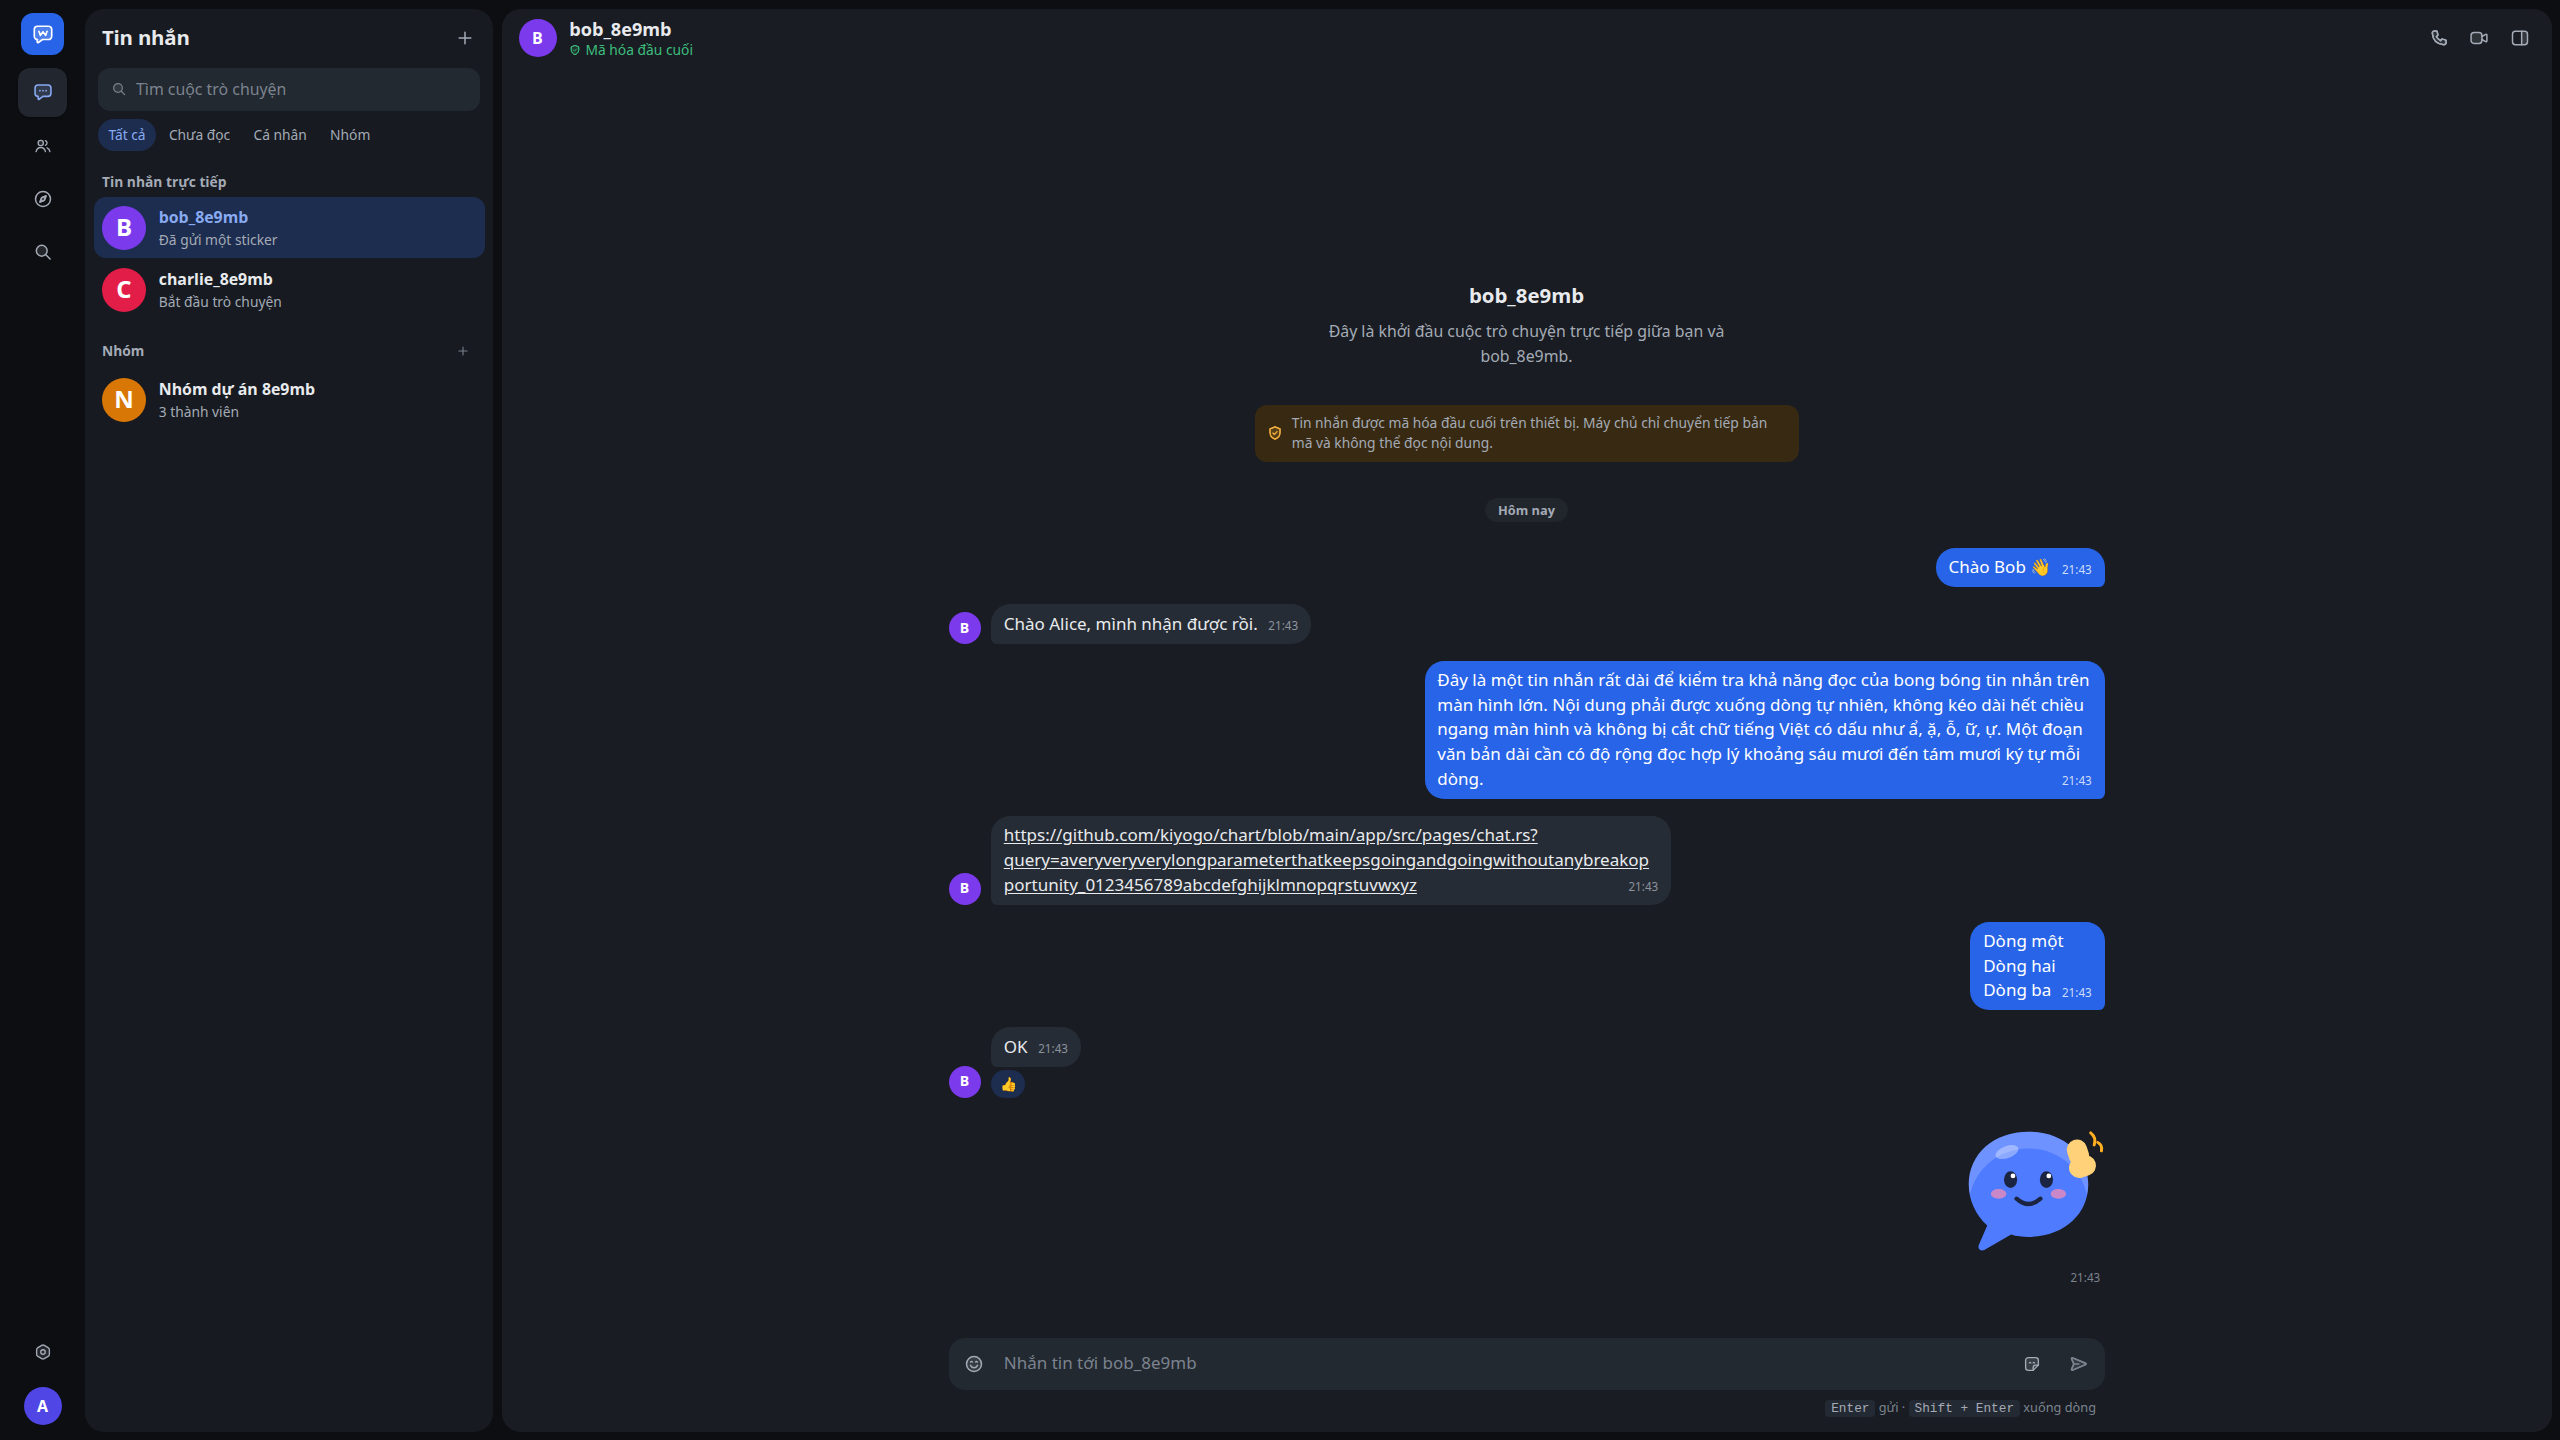 Tin nhắn
Tìm cuộc trò chuyện
Tất cả Chưa đọc Cá nhân Nhóm
Tin nhắn trực tiếp
B
bob_8e9mb
Đã gửi một sticker
C
charlie_8e9mb
Bắt đầu trò chuyện
Nhóm
N
Nhóm dự án 8e9mb
3 thành viên
A
B
bob_8e9mb
Mã hóa đầu cuối
bob_8e9mb
Đây là khởi đầu cuộc trò chuyện trực tiếp giữa bạn và
bob_8e9mb.
Tin nhắn được mã hóa đầu cuối trên thiết bị. Máy chủ chỉ chuyển tiếp bản
mã và không thể đọc nội dung.
Hôm nay
Chào Bob 👋 21:43
B
Chào Alice, mình nhận được rồi. 21:43
Đây là một tin nhắn rất dài để kiểm tra khả năng đọc của bong bóng tin nhắn trên
màn hình lớn. Nội dung phải được xuống dòng tự nhiên, không kéo dài hết chiều
ngang màn hình và không bị cắt chữ tiếng Việt có dấu như ẩ, ặ, ỗ, ữ, ự. Một đoạn
văn bản dài cần có độ rộng đọc hợp lý khoảng sáu mươi đến tám mươi ký tự mỗi
dòng. 21:43
https://github.com/kiyogo/chart/blob/main/app/src/pages/chat.rs?
query=averyveryverylongparameterthatkeepsgoingandgoingwithoutanybreakop
portunity_0123456789abcdefghijklmnopqrstuvwxyz 21:43
B
Dòng một
Dòng hai
Dòng ba 21:43
OK 21:43
B
👍
21:43
Nhắn tin tới bob_8e9mb
Enter gửi · Shift + Enter xuống dòng